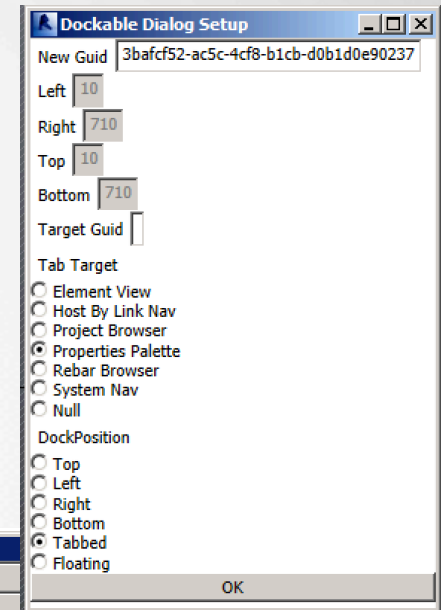 Dockable Dialog Setup
New Guid 3bafcf52-ac5c-4cf8-b1cb-d0b1d0e90237
Left 10
Right 710
Top 10
Bottom 710
Target Guid
Tab Target
Element View
Host By Link Nav
Project Browser
Properties Palette
Rebar Browser
System Nav
Null
DockPosition
Top
Left
Right
Bottom
Tabbed
Floating
OK